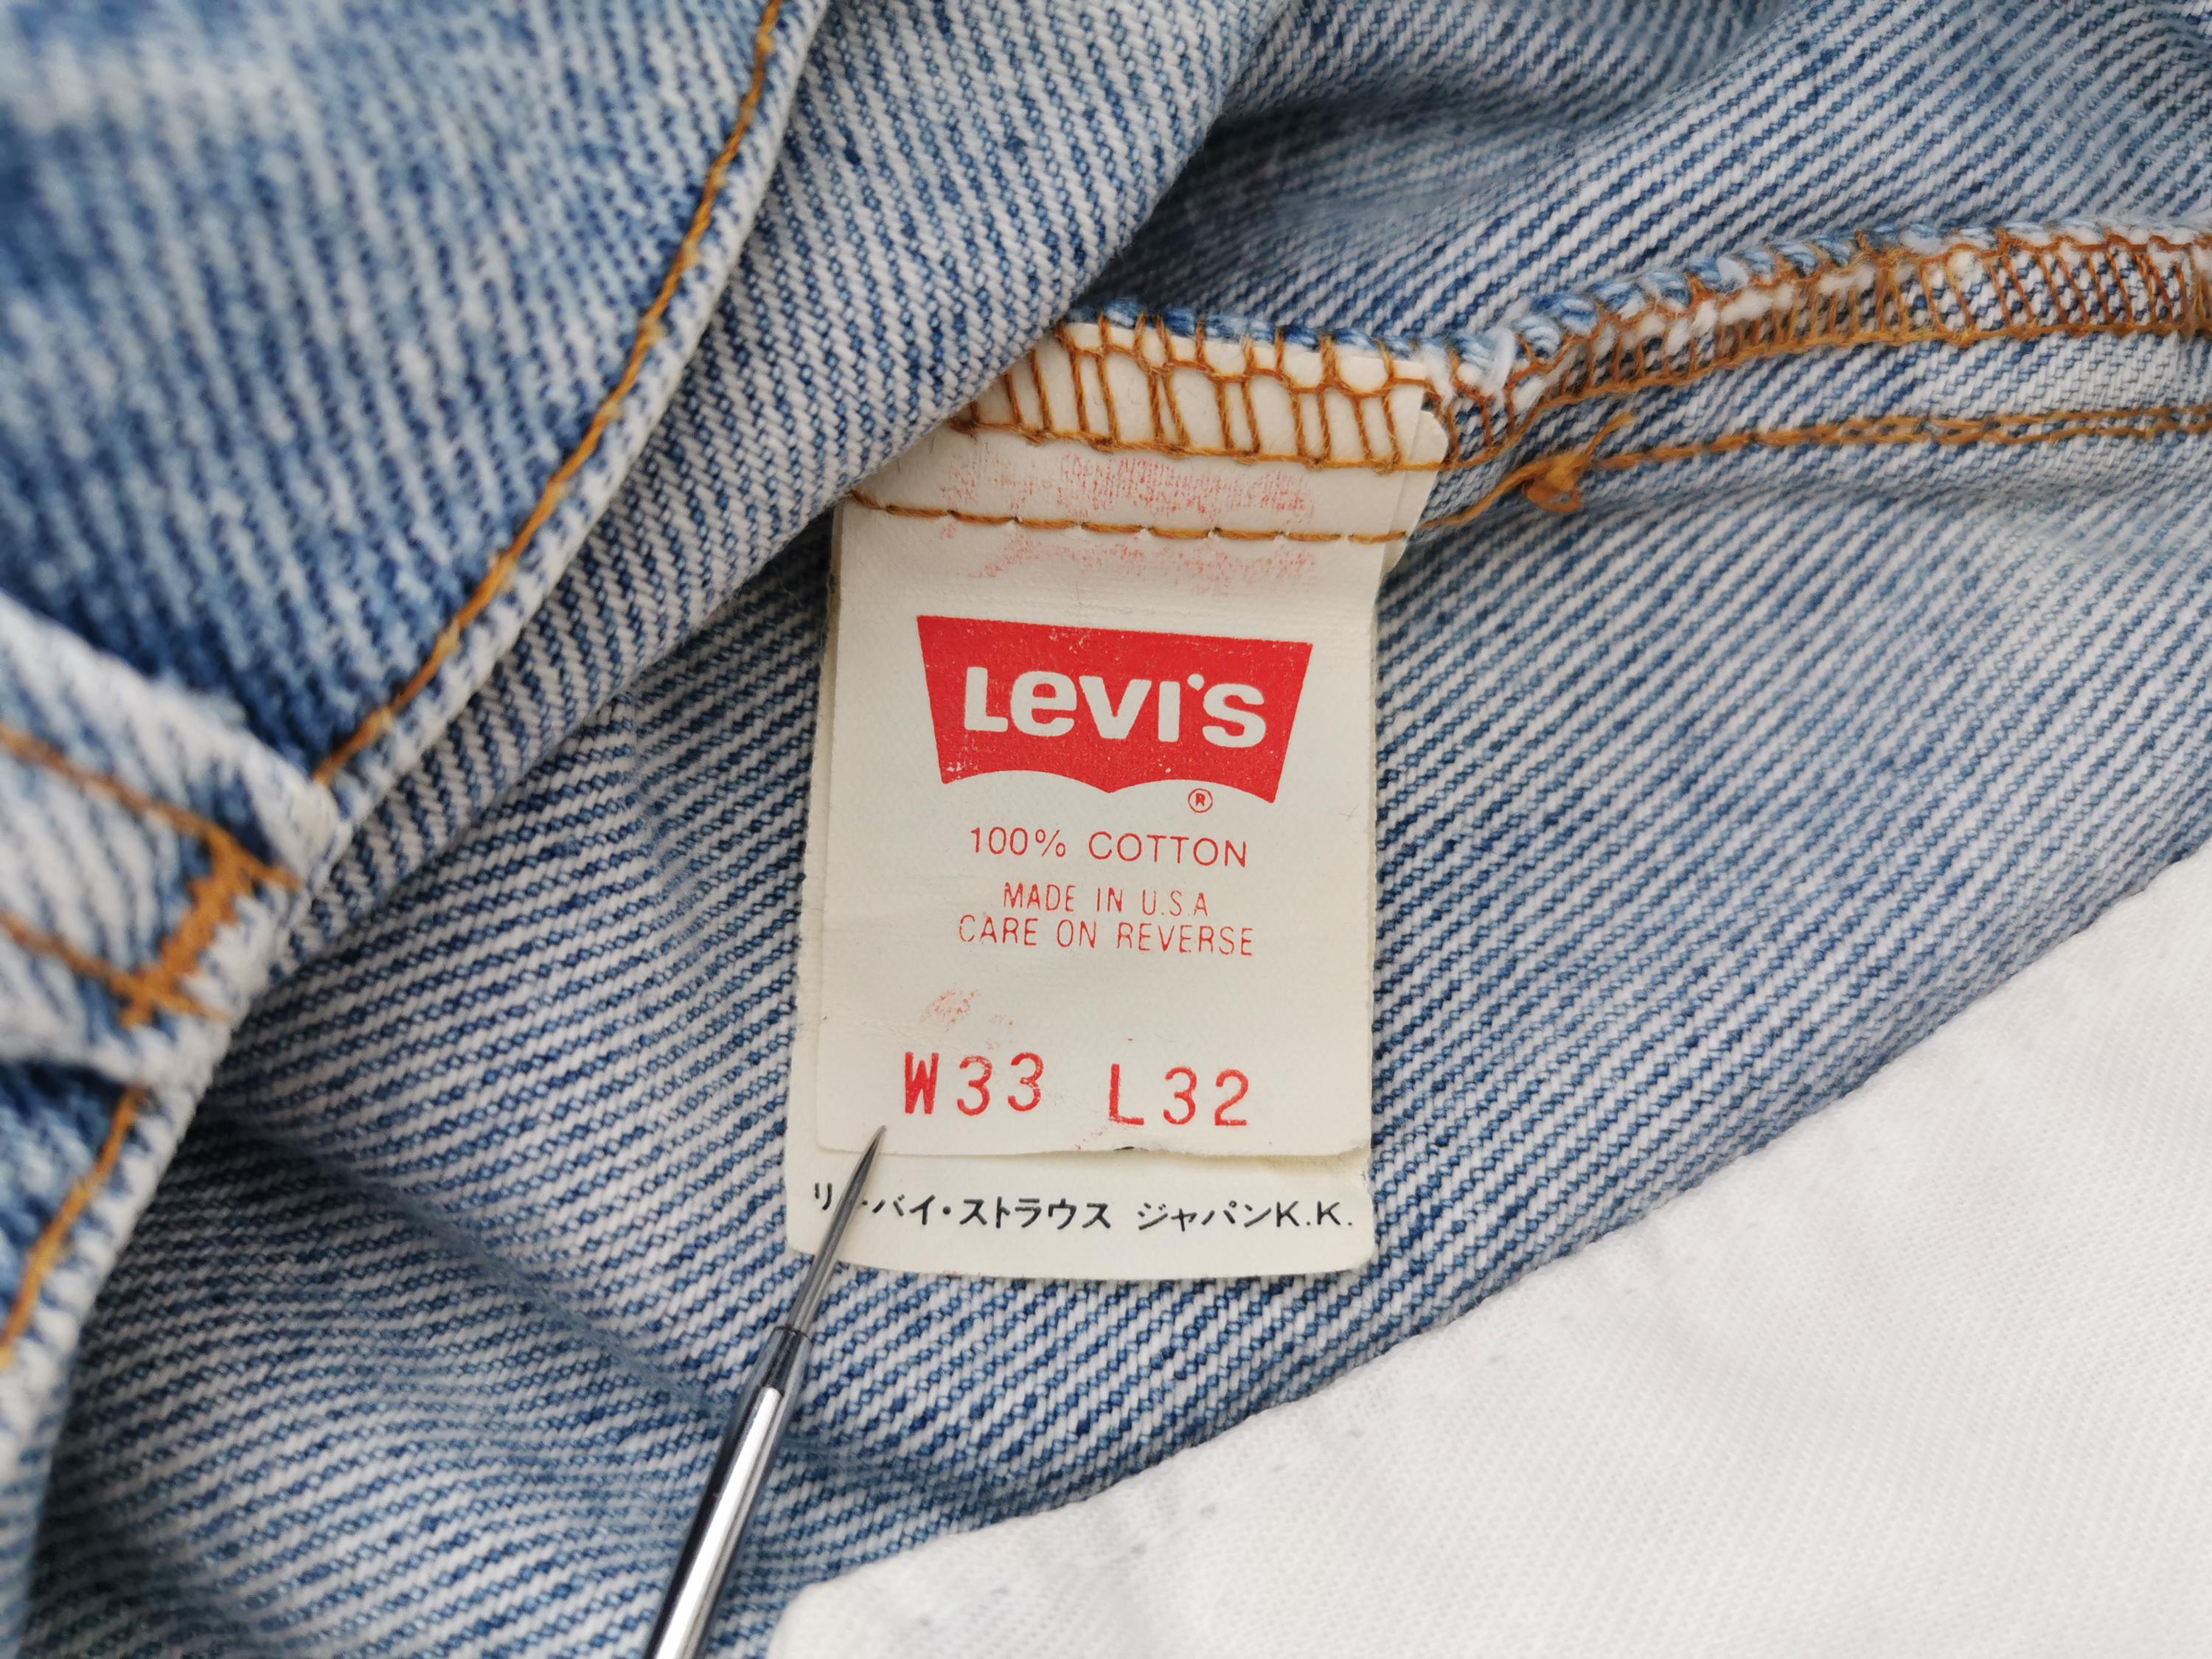 Levi's
®
100% COTTON
MADE IN U.S.A
CARE ON REVERSE
W33 L32
リーバイ・ストラウス ジャパンK.K.